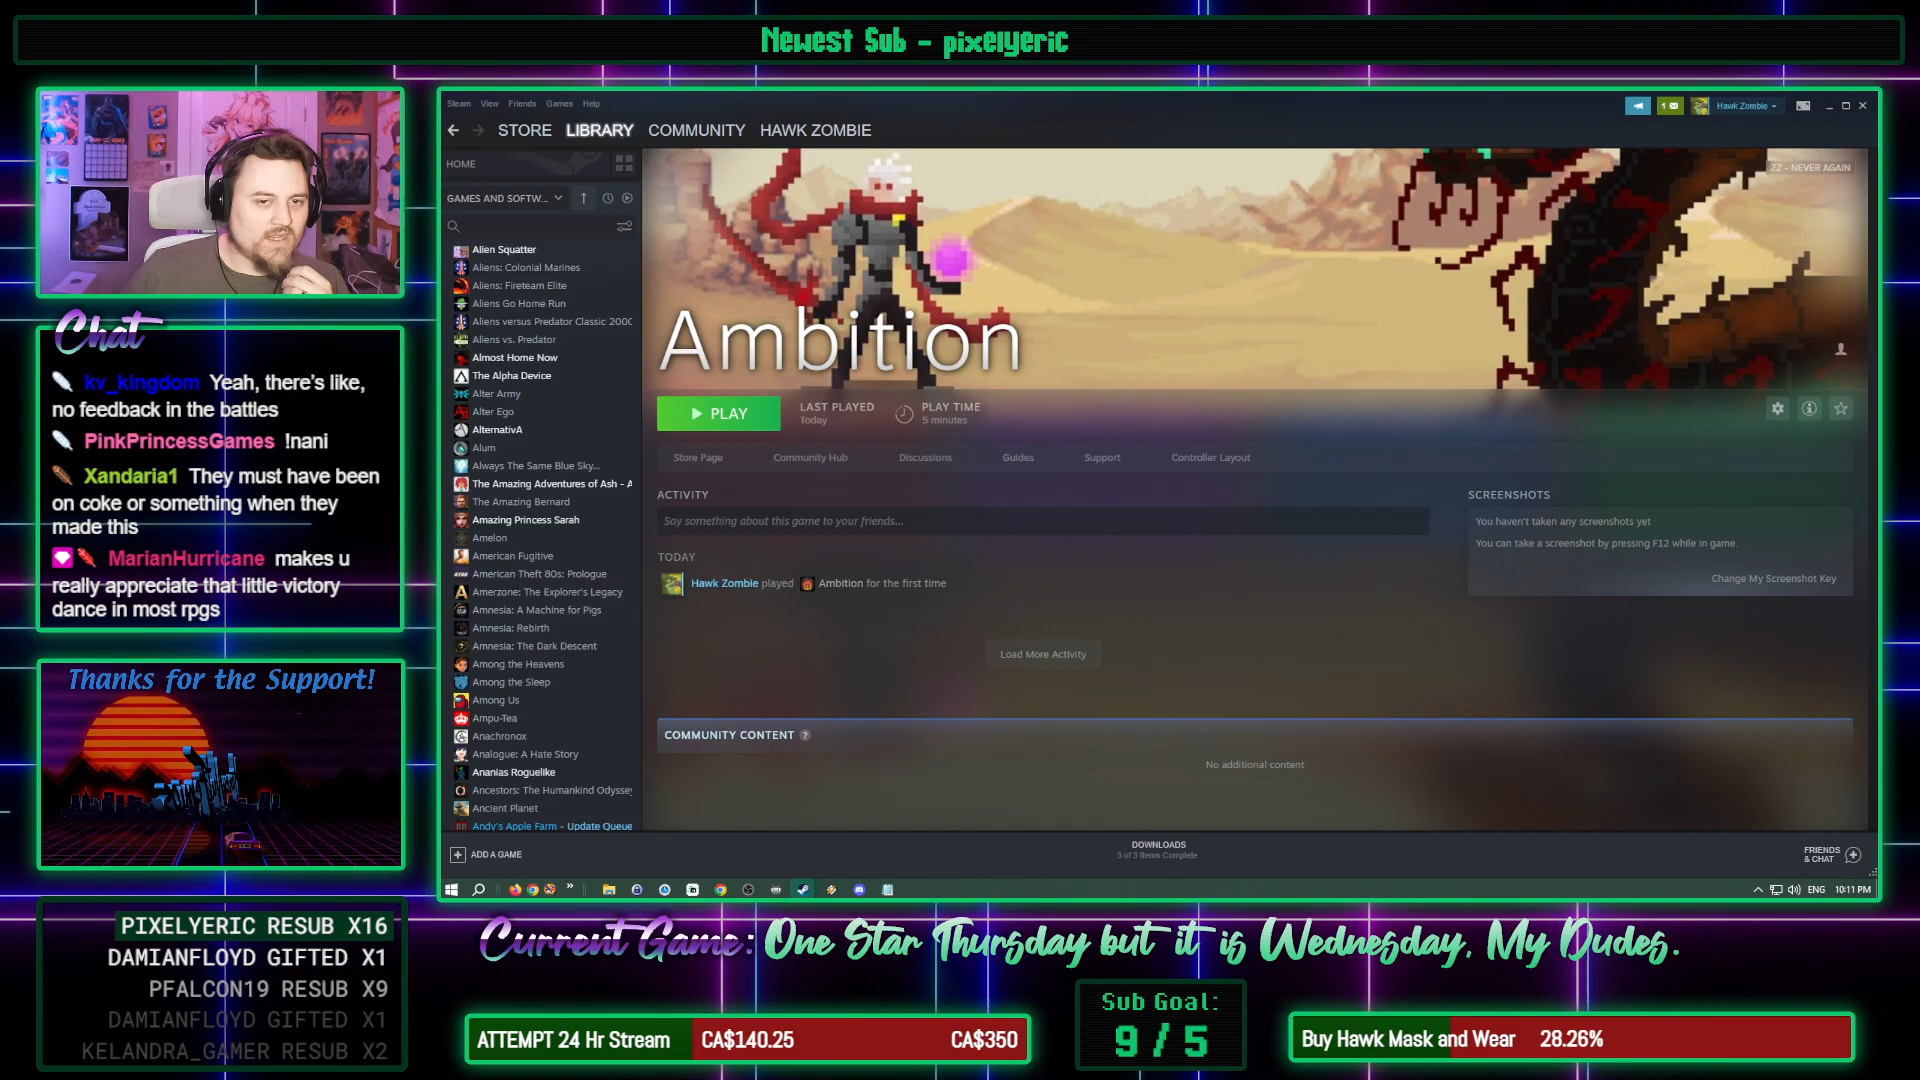 Newest Sub - pixelyeric
Steam View Friends Games Help
1
Hawk Zombie
STORE LIBRARY COMMUNITY HAWK ZOMBIE
HOME
GAMES AND SOFTW...
Alien Squatter
Aliens: Colonial Marines
Aliens: Fireteam Elite
Aliens Go Home Run
Aliens versus Predator Classic 2000
Aliens vs. Predator
Almost Home Now
The Alpha Device
Alter Army
Alter Ego
AlternativA
Alum
Always The Same Blue Sky...
The Amazing Adventures of Ash - A
The Amazing Bernard
Amazing Princess Sarah
Amelon
American Fugitive
American Theft 80s: Prologue
Amerzone: The Explorer's Legacy
Amnesia: A Machine for Pigs
Amnesia: Rebirth
Amnesia: The Dark Descent
Among the Heavens
Among the Sleep
Among Us
Ampu-Tea
Anachronox
Analogue: A Hate Story
Ananias Roguelike
Ancestors: The Humankind Odyssey
Ancient Planet
Andy's Apple Farm - Update Queue
ADD A GAME
ZZ - NEVER AGAIN
Ambition
PLAY
LAST PLAYED
Today
PLAY TIME
5 minutes
Store Page Community Hub Discussions Guides Support Controller Layout
ACTIVITY
Say something about this game to your friends...
TODAY
Hawk Zombie played Ambition for the first time
Load More Activity
SCREENSHOTS
You haven't taken any screenshots yet
You can take a screenshot by pressing F12 while in game.
Change My Screenshot Key
COMMUNITY CONTENT ?
No additional content
DOWNLOADS
3 of 3 Items Complete
FRIENDS
& CHAT
ENG 10:11 PM
Chat
kv_kingdom Yeah, there's like,
no feedback in the battles
PinkPrincessGames !nani
Xandaria1 They must have been
on coke or something when they
made this
MarianHurricane makes u
really appreciate that little victory
dance in most rpgs
Thanks for the Support!
PIXELYERIC RESUB X16
DAMIANFLOYD GIFTED X1
PFALCON19 RESUB X9
DAMIANFLOYD GIFTED X1
KELANDRA_GAMER RESUB X2
Current Game: One Star Thursday but it is Wednesday, My Dudes.
ATTEMPT 24 Hr Stream CA$140.25 CA$350
Sub Goal:
9 / 5
Buy Hawk Mask and Wear 28.26%